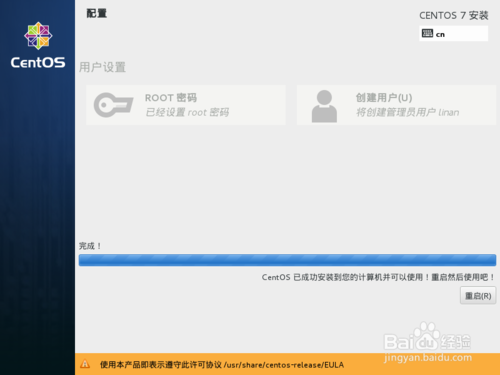 配置
CENTOS 7 安装
cn
CentOS
用户设置
ROOT 密码
已经设置 root 密码
创建用户(U)
将创建管理员用户 linan
完成！
CentOS 已成功安装到您的计算机并可以使用！重启然后使用吧！
重启(R)
Baidu 经验
jingyan.baidu.com
使用本产品即表示遵守此许可协议 /usr/share/centos-release/EULA